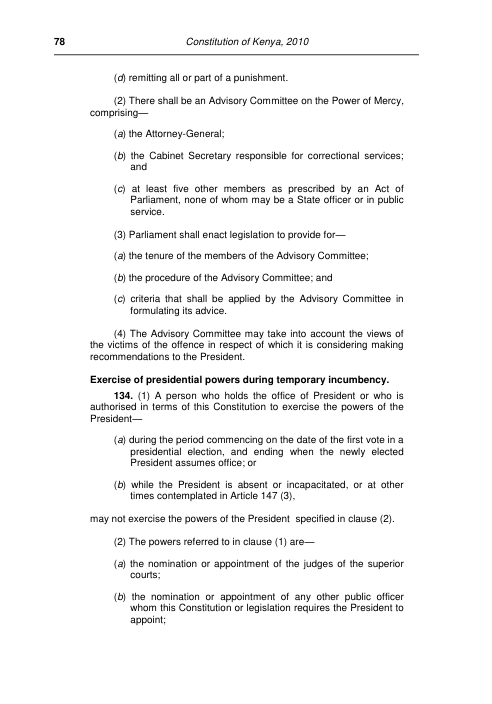 78 Constitution of Kenya, 2010
(d) remitting all or part of a punishment.
(2) There shall be an Advisory Committee on the Power of Mercy,
comprising—
(a) the Attorney-General;
(b) the Cabinet Secretary responsible for correctional services;
and
(c) at least five other members as prescribed by an Act of
Parliament, none of whom may be a State officer or in public
service.
(3) Parliament shall enact legislation to provide for—
(a) the tenure of the members of the Advisory Committee;
(b) the procedure of the Advisory Committee; and
(c) criteria that shall be applied by the Advisory Committee in
formulating its advice.
(4) The Advisory Committee may take into account the views of
the victims of the offence in respect of which it is considering making
recommendations to the President.
Exercise of presidential powers during temporary incumbency.
134. (1) A person who holds the office of President or who is
authorised in terms of this Constitution to exercise the powers of the
President—
(a) during the period commencing on the date of the first vote in a
presidential election, and ending when the newly elected
President assumes office; or
(b) while the President is absent or incapacitated, or at other
times contemplated in Article 147 (3),
may not exercise the powers of the President specified in clause (2).
(2) The powers referred to in clause (1) are—
(a) the nomination or appointment of the judges of the superior
courts;
(b) the nomination or appointment of any other public officer
whom this Constitution or legislation requires the President to
appoint;